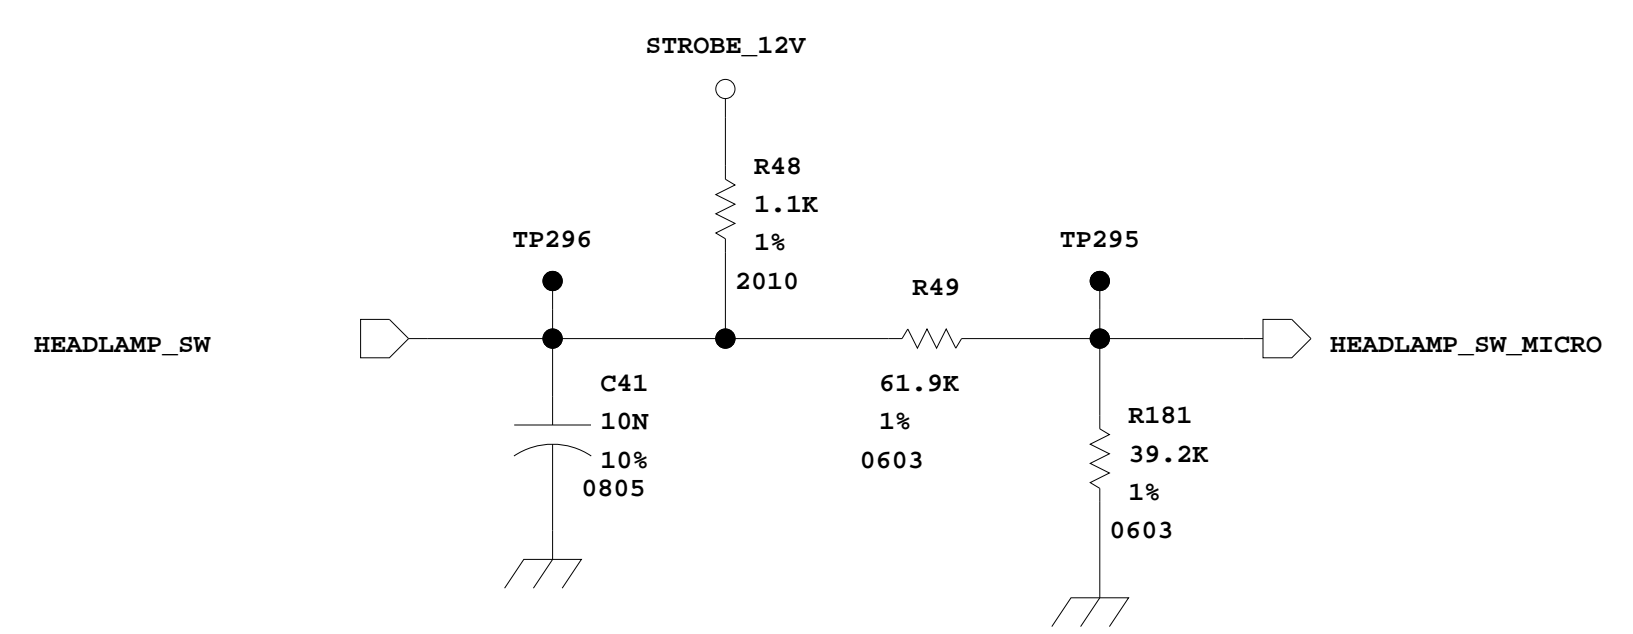 STROBE_12V
R48
1.1K
1%
2010
TP296
TP295
R49
HEADLAMP_SW
HEADLAMP_SW_MICRO
C41
10N
10%
0805
61.9K
1%
0603
R181
39.2K
1%
0603